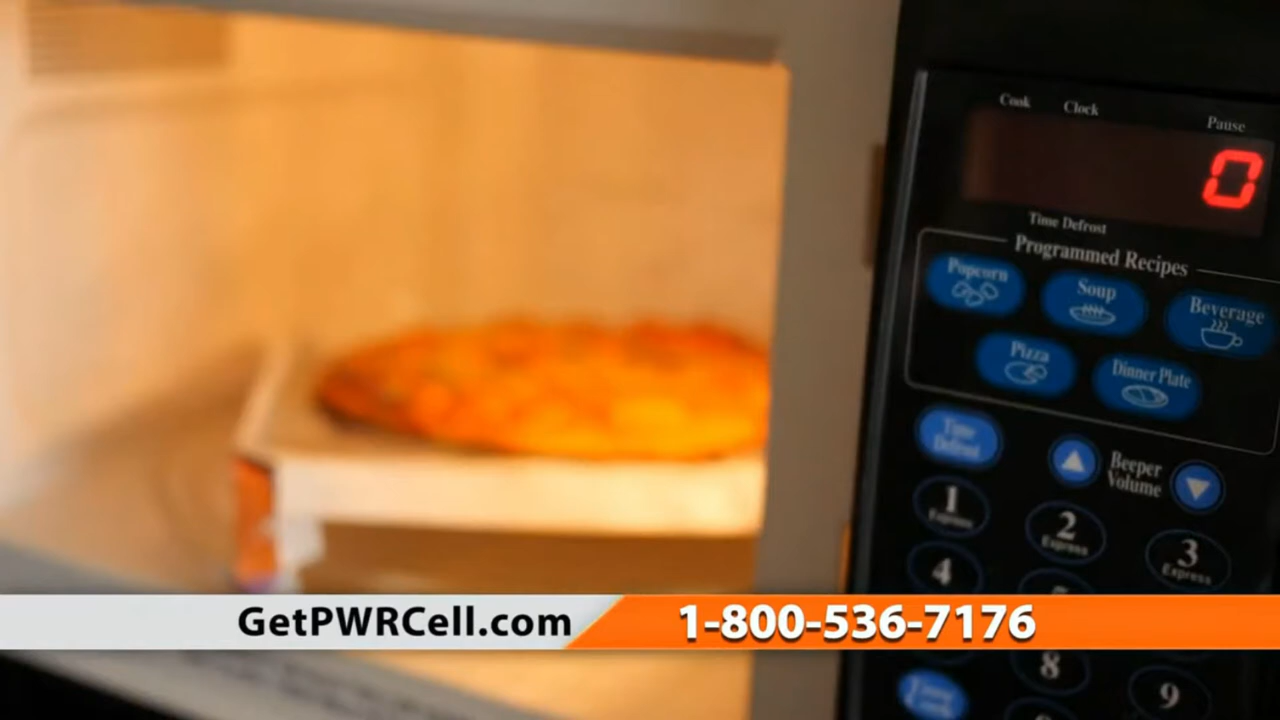 Cook Clock Pause
0
Time Defrost
Programmed Recipes
Popcorn Soup Beverage
Pizza Dinner Plate
Time Defrost
Beeper Volume
1 Express
2 Express
3 Express
4
GetPWRCell.com 1-800-536-7176
8
9